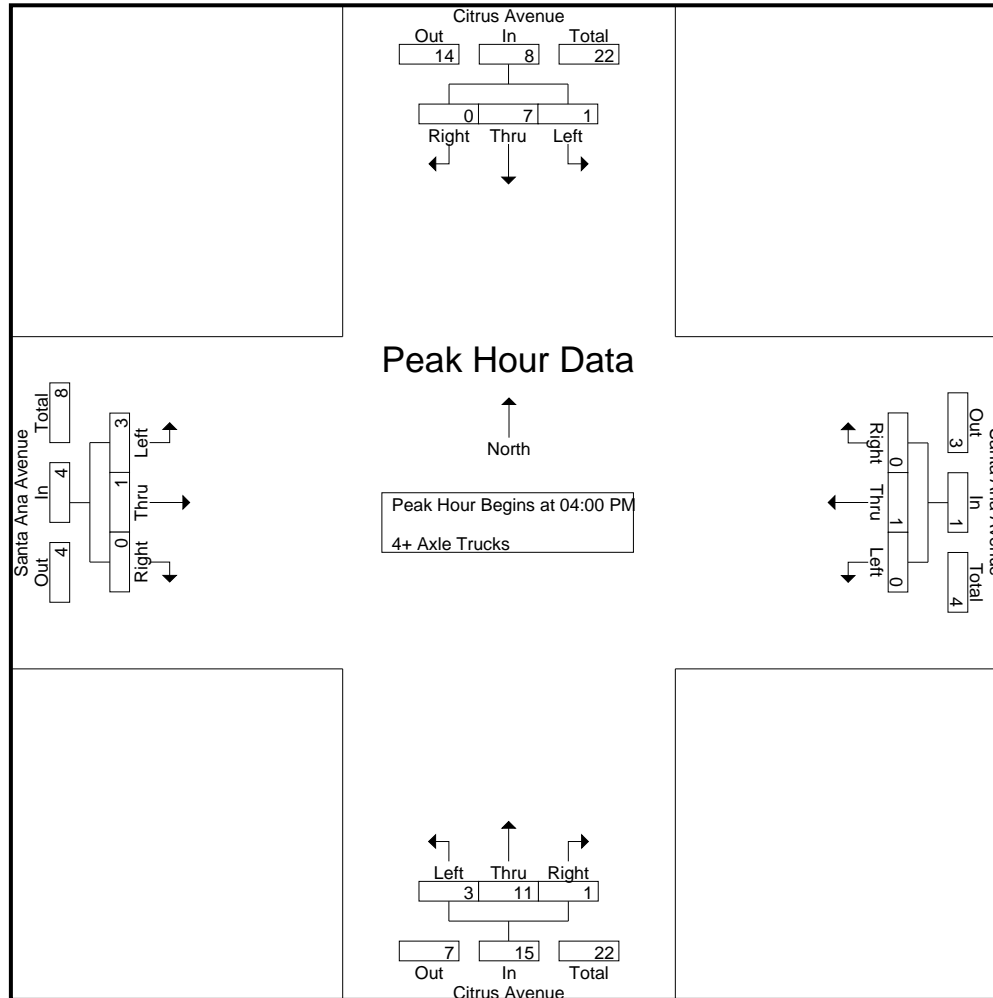 Citrus Avenue
Out In Total
14 8 22
0 7 1
Right Thru Left
Peak Hour Data
North
Peak Hour Begins at 04:00 PM
4+ Axle Trucks
Santa Ana Avenue
Total In Out
8 4 4
3 1 0
Left Thru Right
Out In Total
3 1 4
Right Thru Left
0 1 0
Left Thru Right
3 11 1
7 15 22
Out In Total
Citrus Avenue